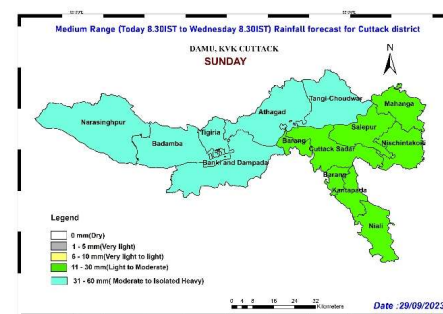 Medium Range (Today 8.30IST to Wednesday 8.30IST) Rainfall forecast for Cuttack district
DAMU, KVK CUTTACK
SUNDAY
N
Tangi-Choudwar
Mahanga
Athagad
Narasinghpur
Salepur
Tigiria
Badamba
Barang
Cuttack Sadar
Nischintakoili
Banki and Dampada
Barang
Kantapada
Niali
Legend
0 mm(Dry)
1 - 5 mm(Very light)
6 - 10 mm(Very light to light)
11 - 30 mm(Light to Moderate)
31 - 60 mm( Moderate to Isolated Heavy)
0 4 8 16 24 32
Kilometers
Date :29/09/2023